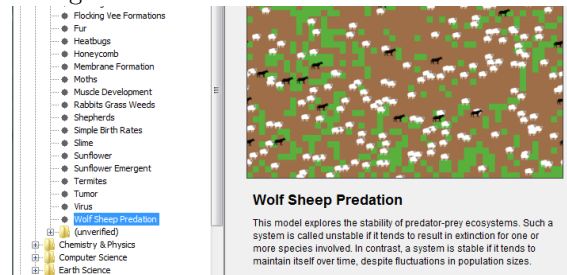 Flocking Vee Formations
Fur
Heatbugs
Honeycomb
Membrane Formation
Moths
Muscle Development
Rabbits Grass Weeds
Shepherds
Simple Birth Rates
Slime
Sunflower
Sunflower Emergent
Termites
Tumor
Virus
Wolf Sheep Predation
(unverified)
Chemistry & Physics
Computer Science
Earth Science
Wolf Sheep Predation
This model explores the stability of predator-prey ecosystems. Such a
system is called unstable if it tends to result in extinction for one or
more species involved. In contrast, a system is stable if it tends to
maintain itself over time, despite fluctuations in population sizes.